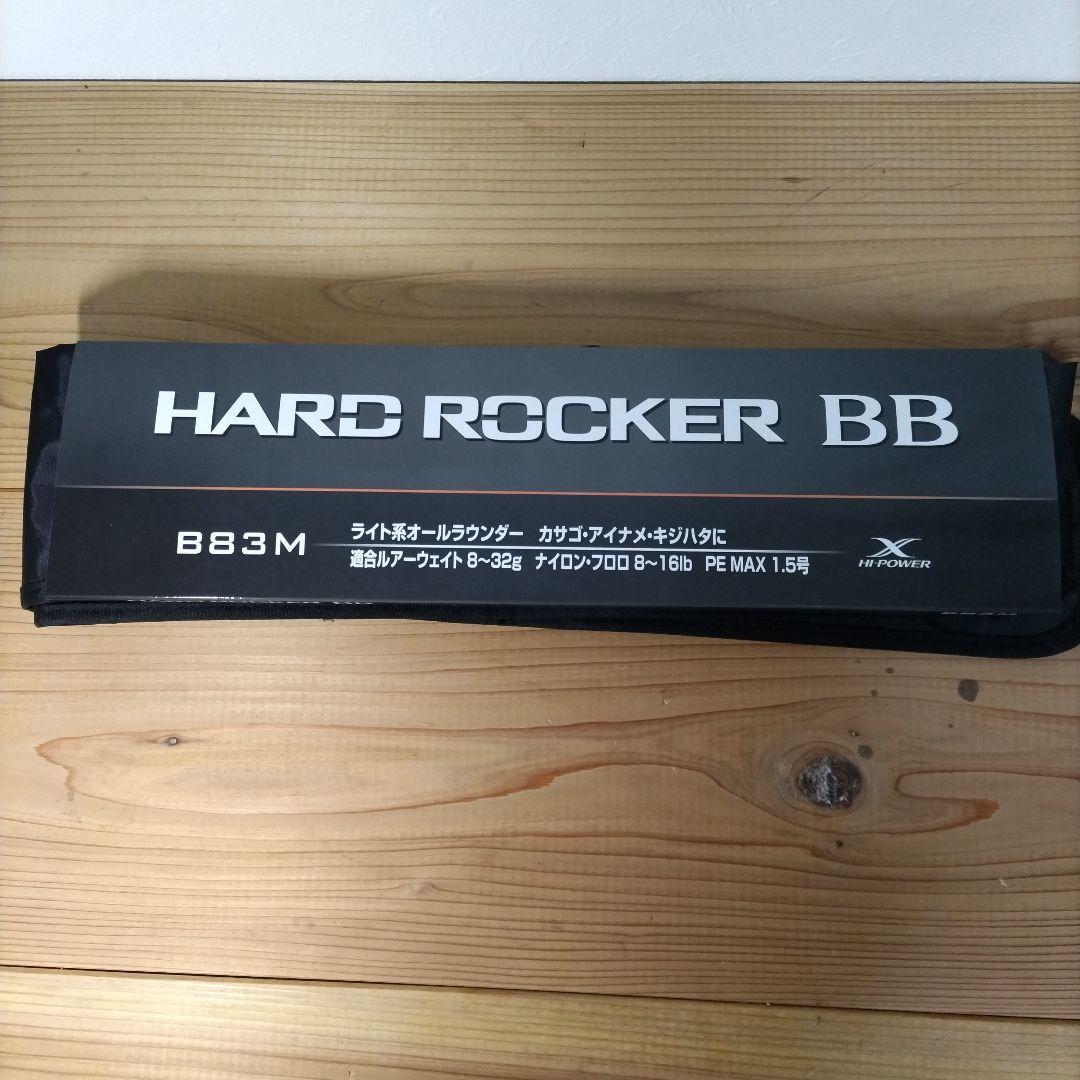 HARD ROCKER BB
B83M
ライト系オールラウンダー カサゴ・アイナメ・キジハタに
適合ルアーウェイト 8〜32g ナイロン・フロロ 8〜16lb PE MAX 1.5号
X
HI-POWER